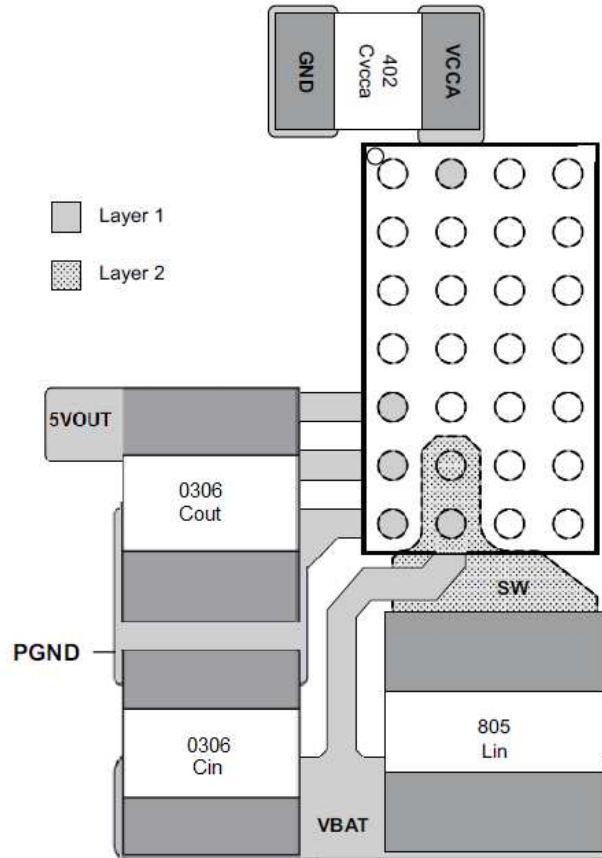 GND
402
Cvcca
VCCA
Layer 1
Layer 2
5VOUT
0306
Cout
SW
PGND
0306
Cin
805
Lin
VBAT